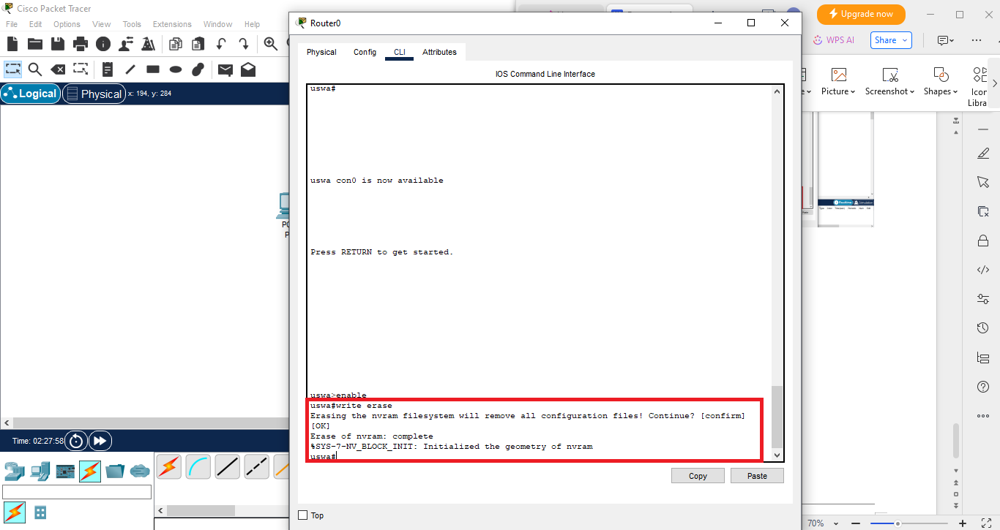 Cisco Packet Tracer
File Edit Options View Tools Extensions Window Help
Logical Physical x: 194, y: 284
Router0
Physical Config CLI Attributes
IOS Command Line Interface
uswa#
uswa con0 is now available
Press RETURN to get started.
uswa>enable
uswa#write erase
Erasing the nvram filesystem will remove all configuration files! Continue? [confirm]
[OK]
Erase of nvram: complete
%SYS-7-NV_BLOCK_INIT: Initialized the geometry of nvram
uswa#
Copy Paste
Top
Time: 02:27:58
Upgrade now
WPS AI Share
Picture Screenshot Shapes Icon
Libra
Realtime Simulation
70%